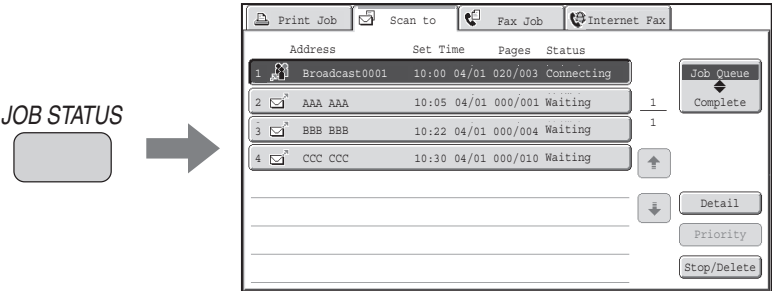 Print Job Scan to Fax Job Internet Fax
Address Set Time Pages Status
1 Broadcast0001 10:00 04/01 020/003 Connecting
2 AAA AAA 10:05 04/01 000/001 Waiting
3 BBB BBB 10:22 04/01 000/004 Waiting
4 CCC CCC 10:30 04/01 000/010 Waiting
1
1
Job Queue
Complete
Detail
Priority
Stop/Delete
JOB STATUS